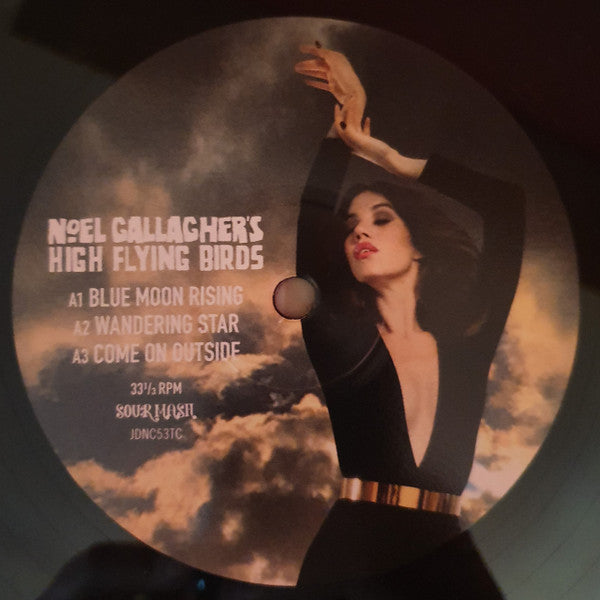 NOEL GALLAGHER'S
HIGH FLYING BIRDS
A1 BLUE MOON RISING
A2 WANDERING STAR
A3 COME ON OUTSIDE
33⅓ RPM
SOUR MASH
JDNC53TC